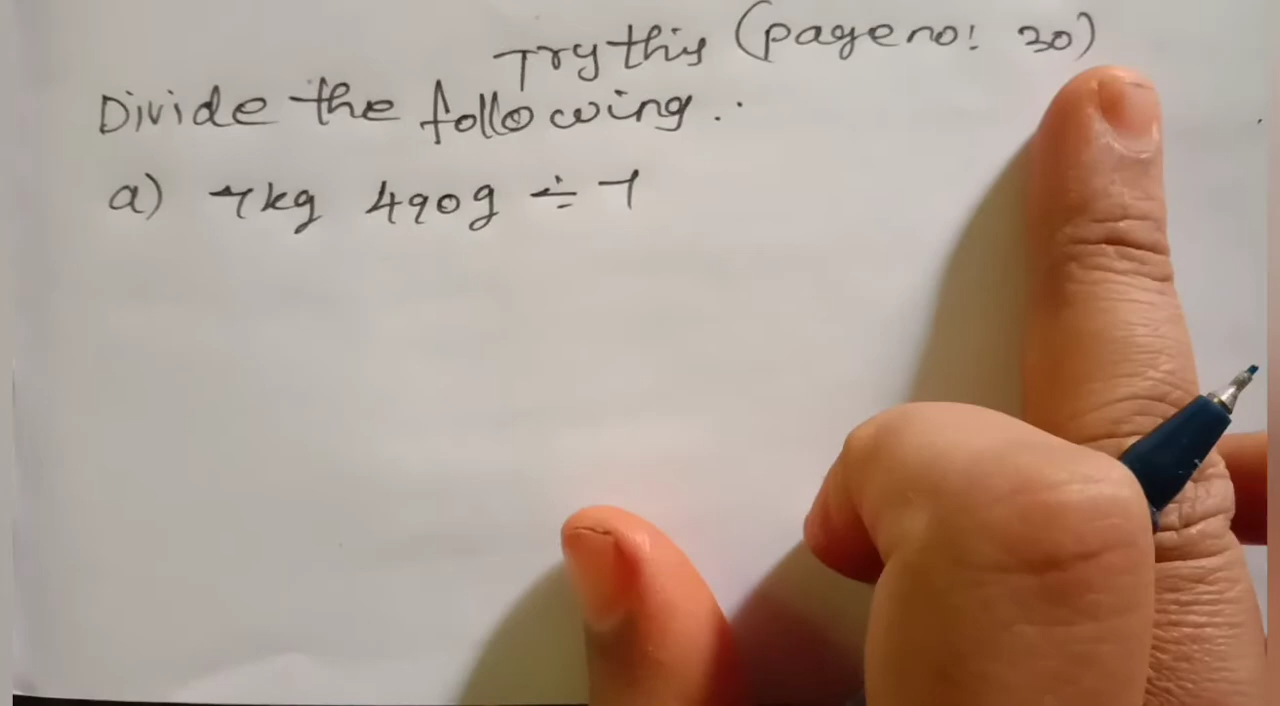 Try this (page no: 30)
Divide the following.
a) 7kg 490g ÷ 7